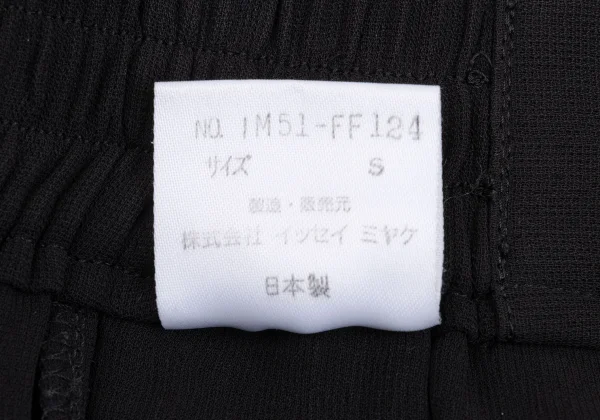 NO. IM51-FF124
サイズ S
製造・販売元
株式会社 イッセイ ミヤケ
日本製